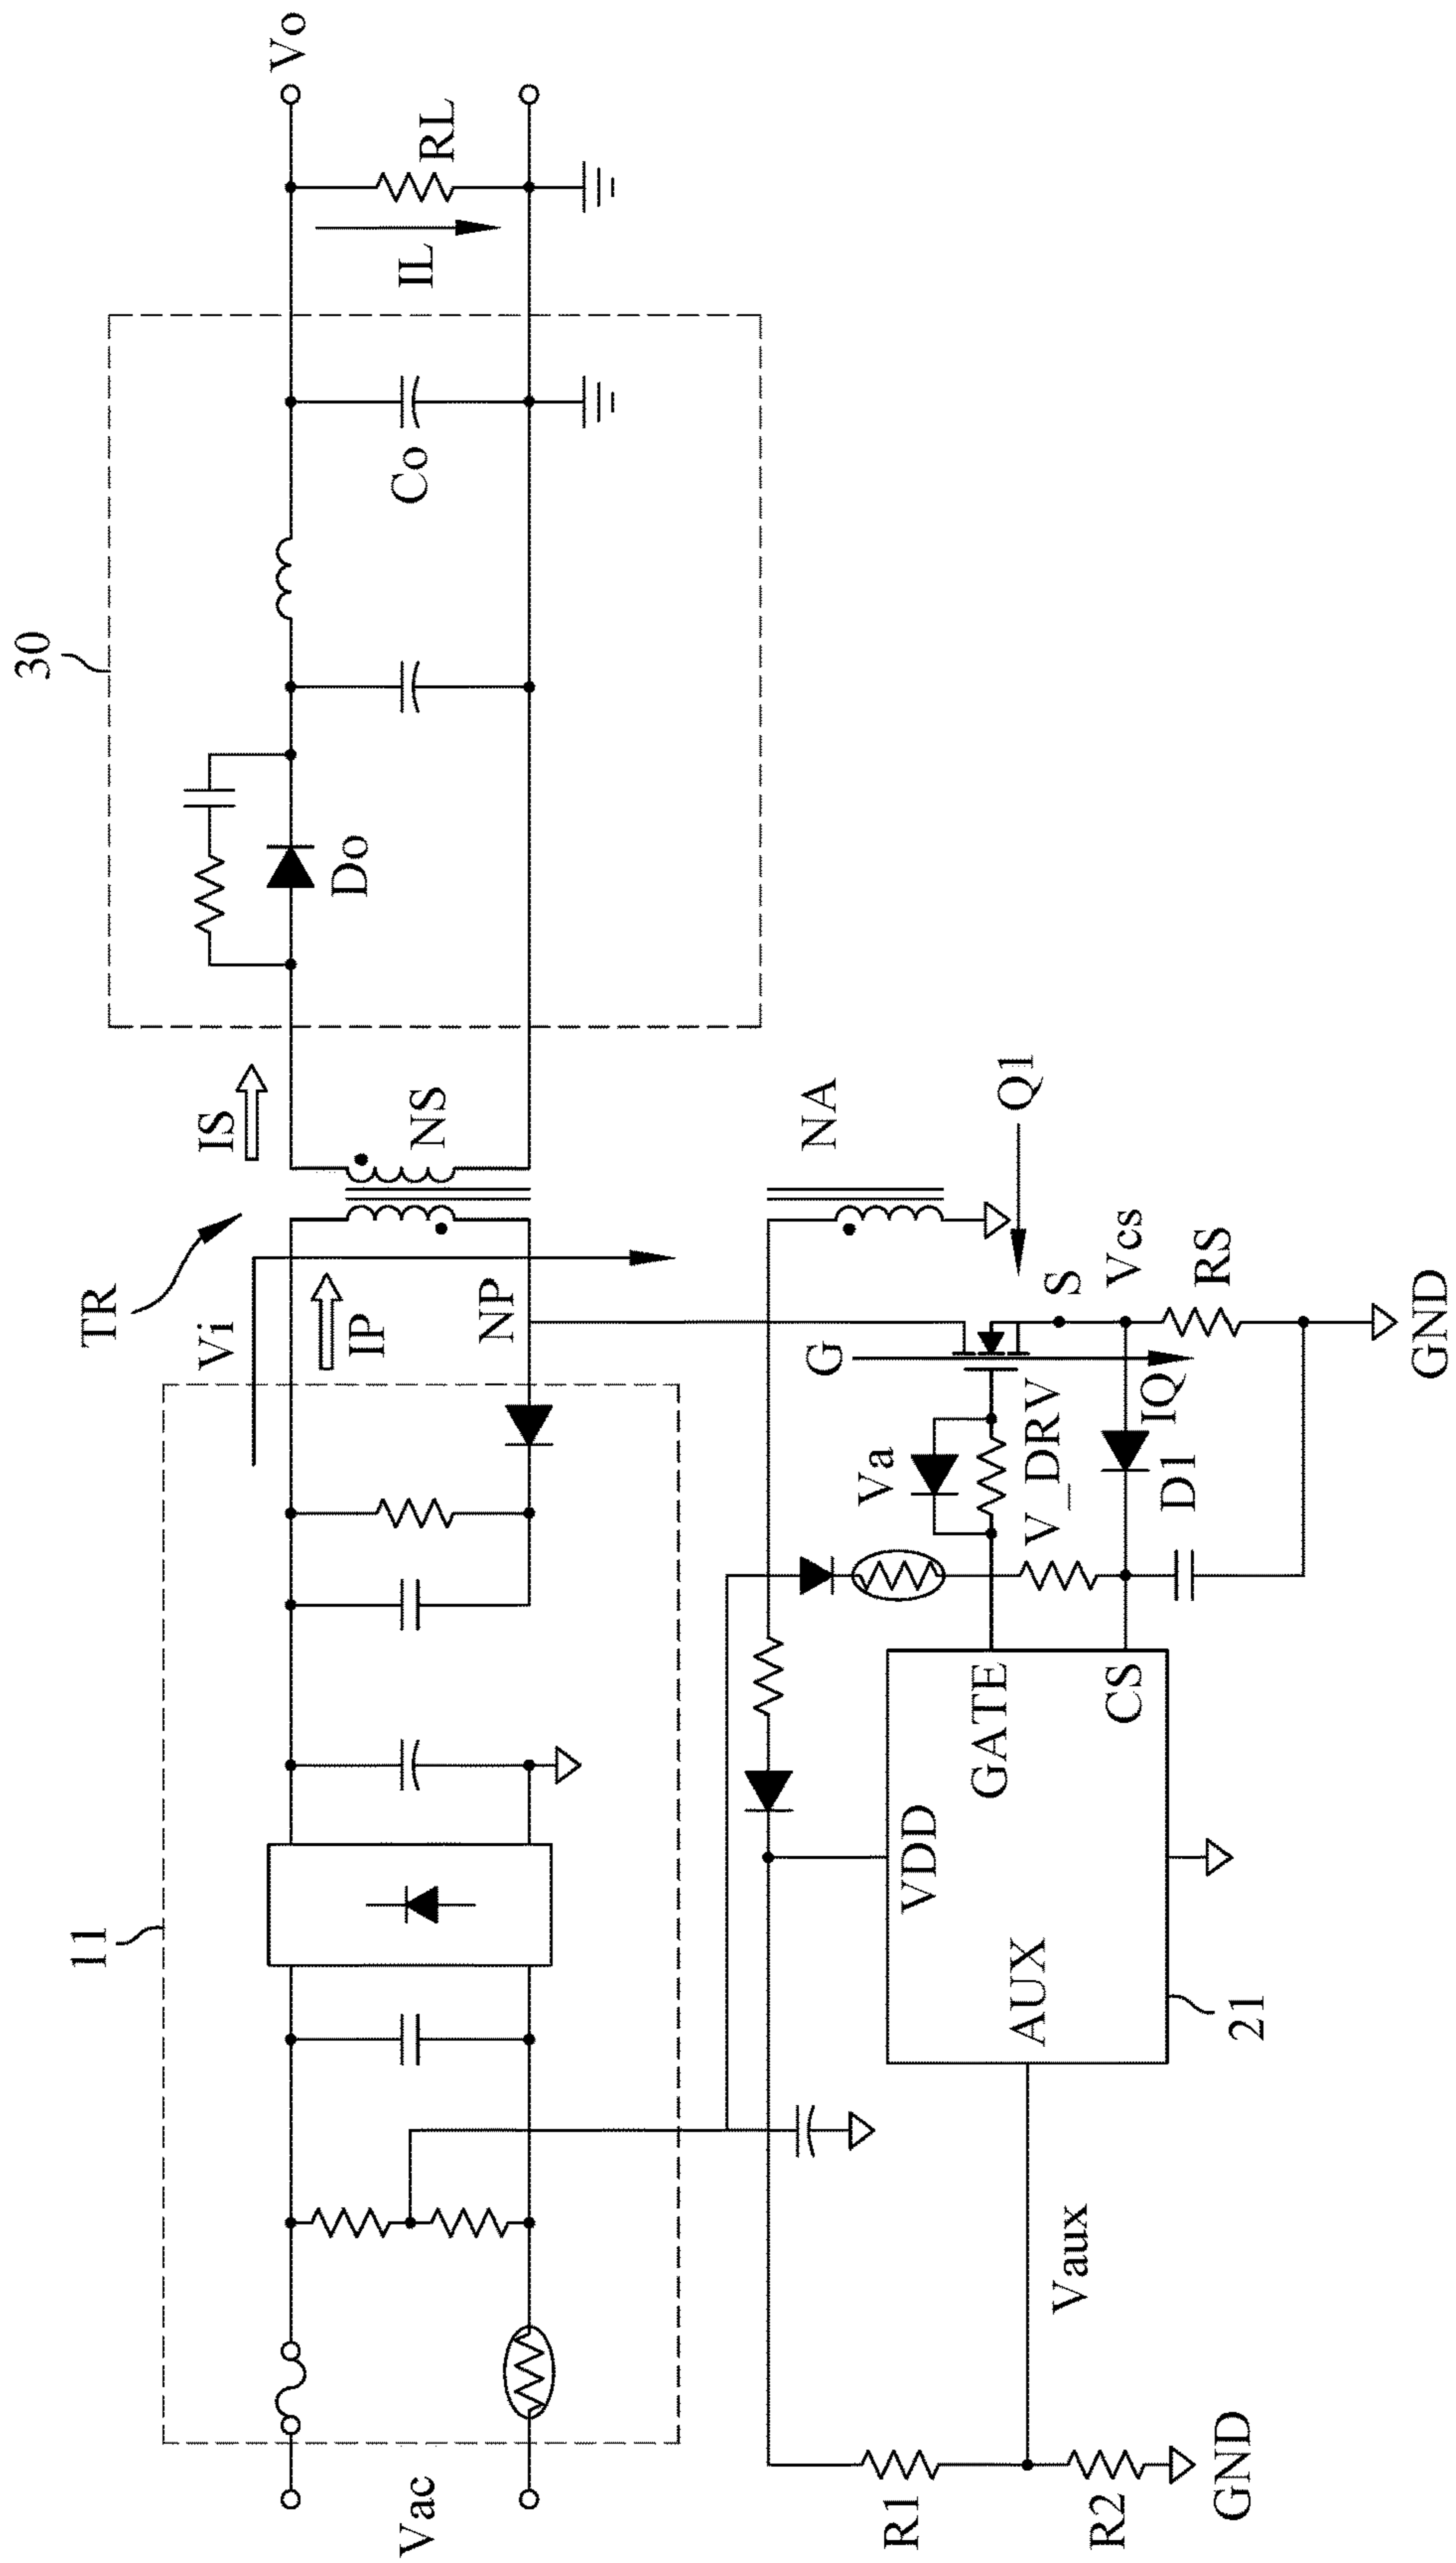 Vac
11
Vi
TR
IP
NP
IS
NS
30
Do
Co
IL
RL
Vo
R1
R2
GND
Vaux
AUX
VDD
GATE
CS
21
V_DRV
Va
D1
IQ
G
S
Vcs
RS
GND
NA
Q1